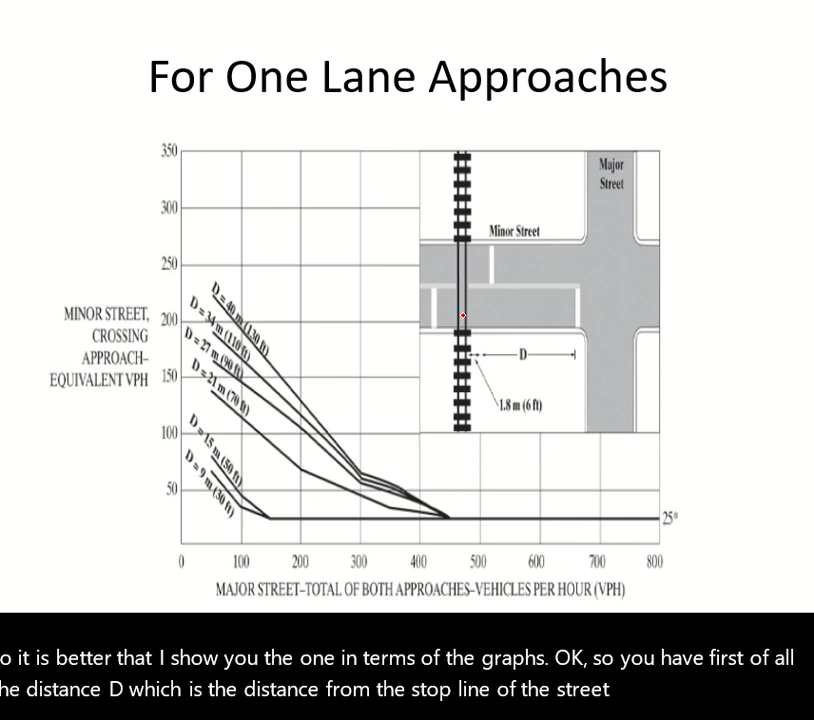 For One Lane Approaches
350
300
250
200
150
100
50
MINOR STREET,
CROSSING
APPROACH–
EQUIVALENT VPH
D = 40 m (130 ft)
D = 34 m (110 ft)
D = 27 m (90 ft)
D = 21 m (70 ft)
D = 15 m (50 ft)
D = 9 m (30 ft)
Major
Street
Minor Street
D
1.8 m (6 ft)
25*
0 100 200 300 400 500 600 700 800
MAJOR STREET–TOTAL OF BOTH APPROACHES–VEHICLES PER HOUR (VPH)
o it is better that I show you the one in terms of the graphs. OK, so you have first of all
he distance D which is the distance from the stop line of the street